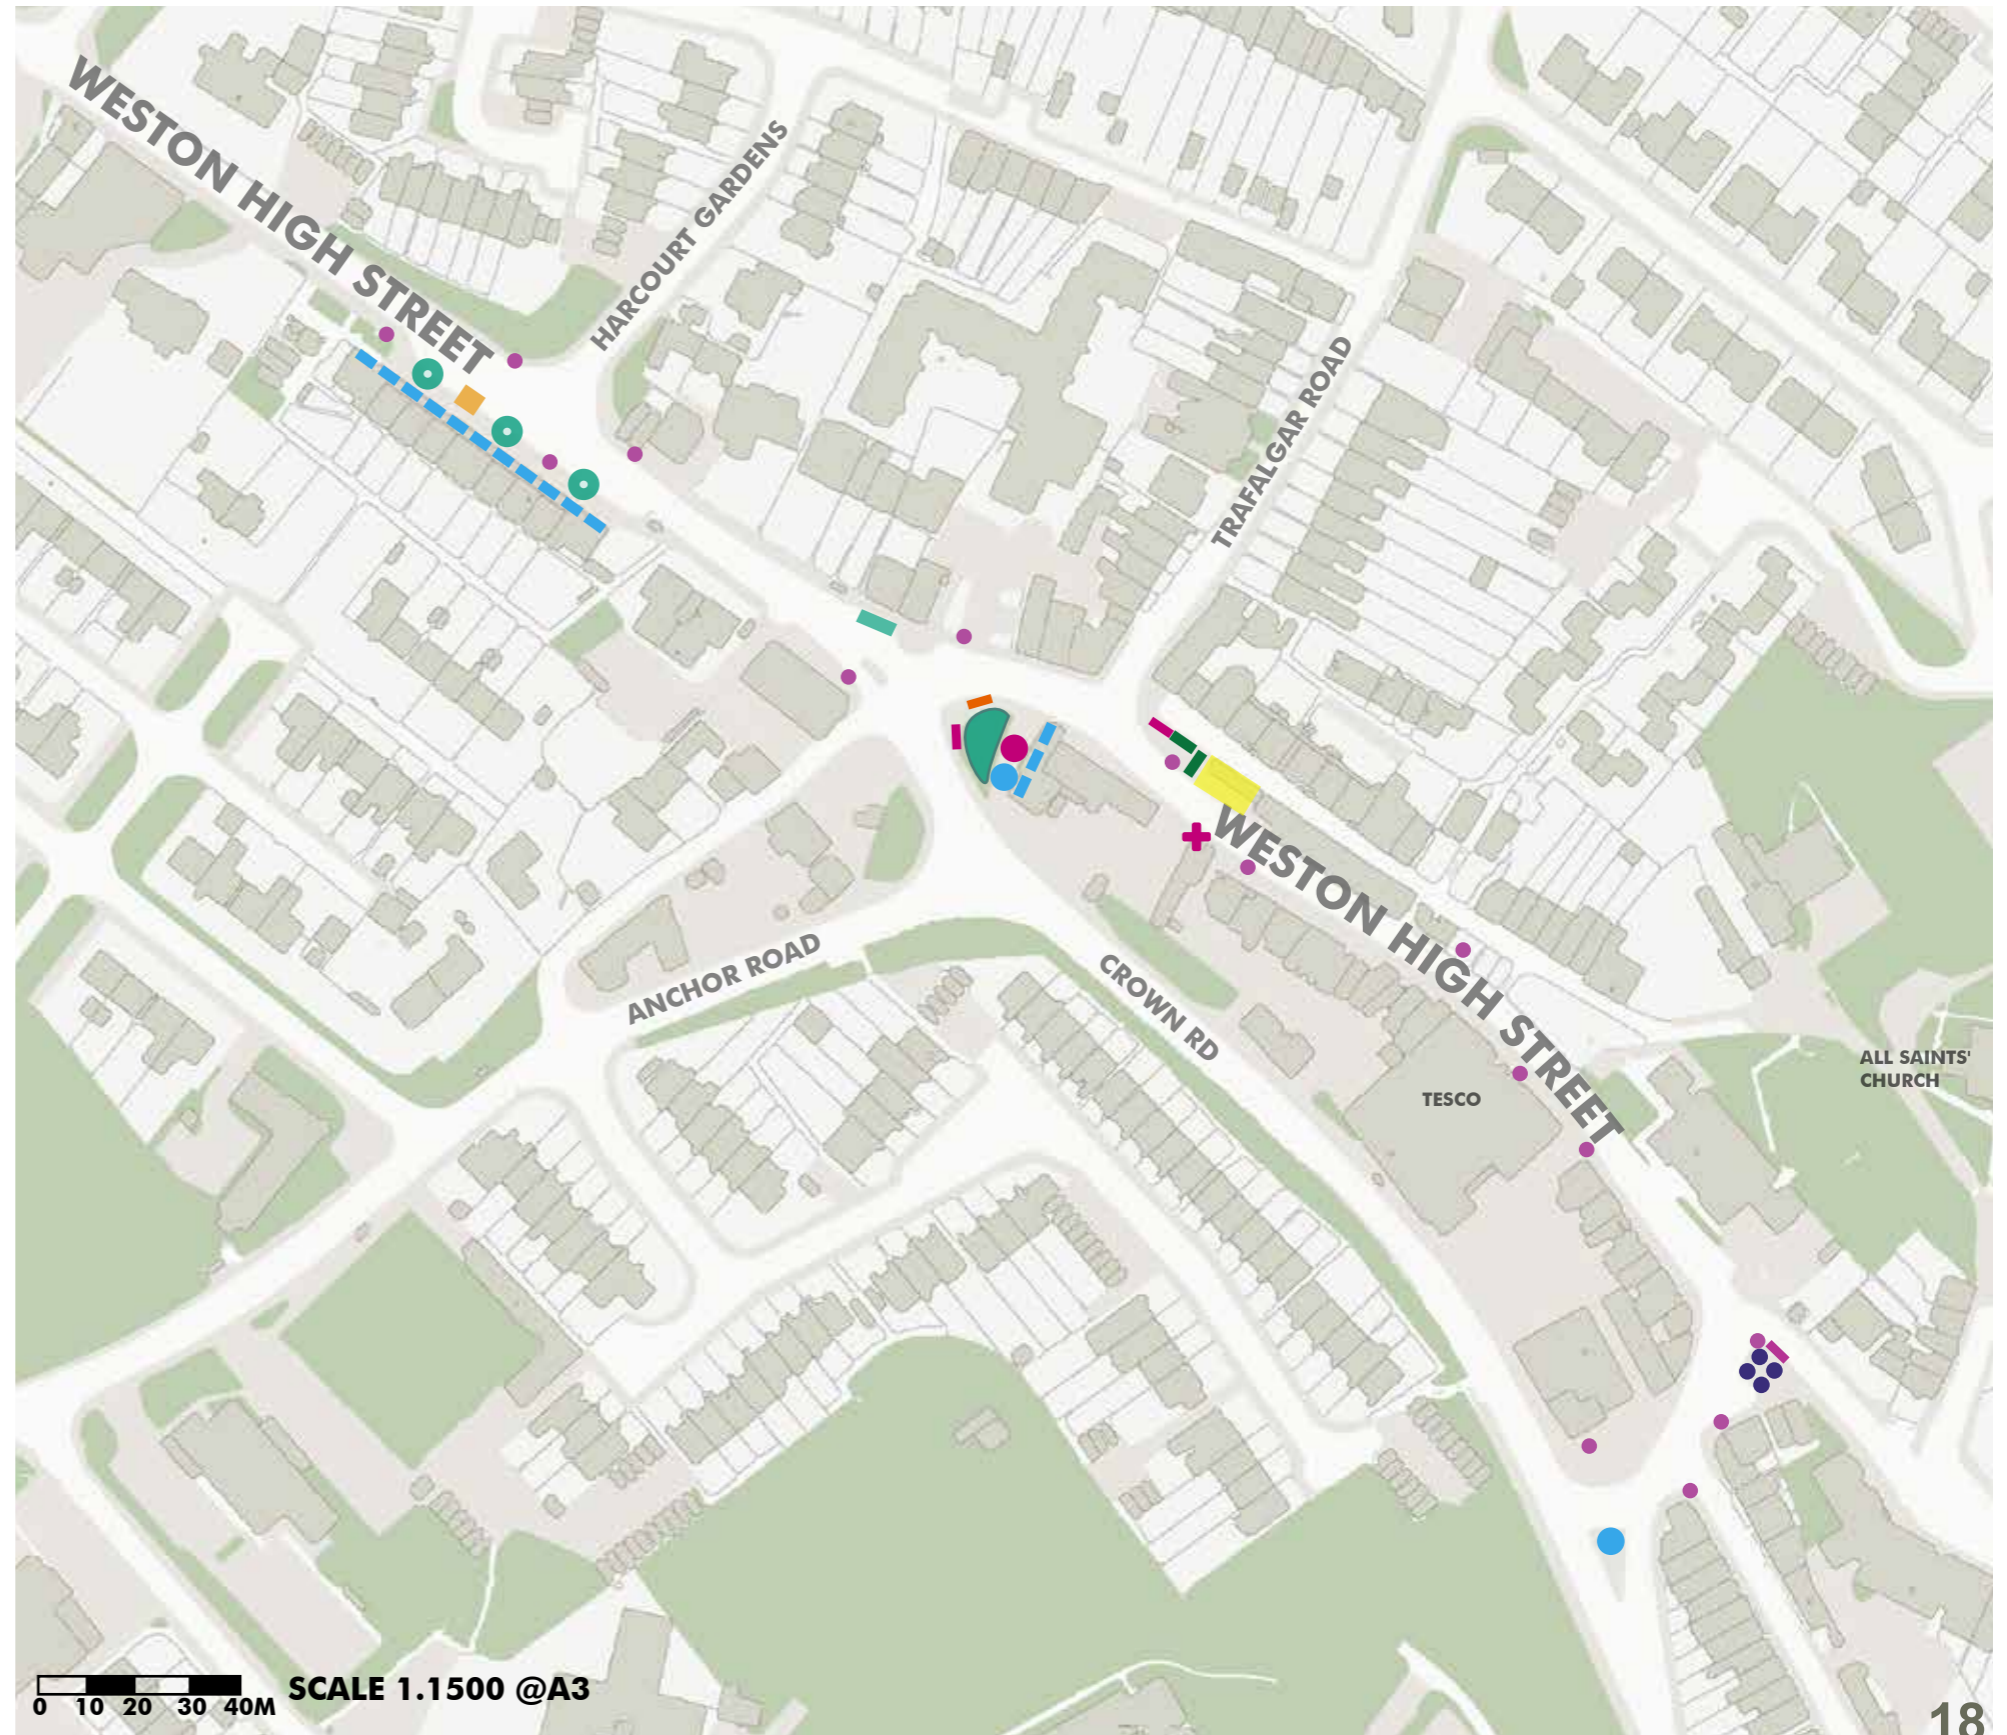 WESTON HIGH STREET
HARCOURT GARDENS
TRAFALGAR ROAD
WESTON HIGH STREET
ANCHOR ROAD
CROWN RD
ALL SAINTS'
CHURCH
TESCO
0 10 20 30 40M
SCALE 1.1500 @A3
18